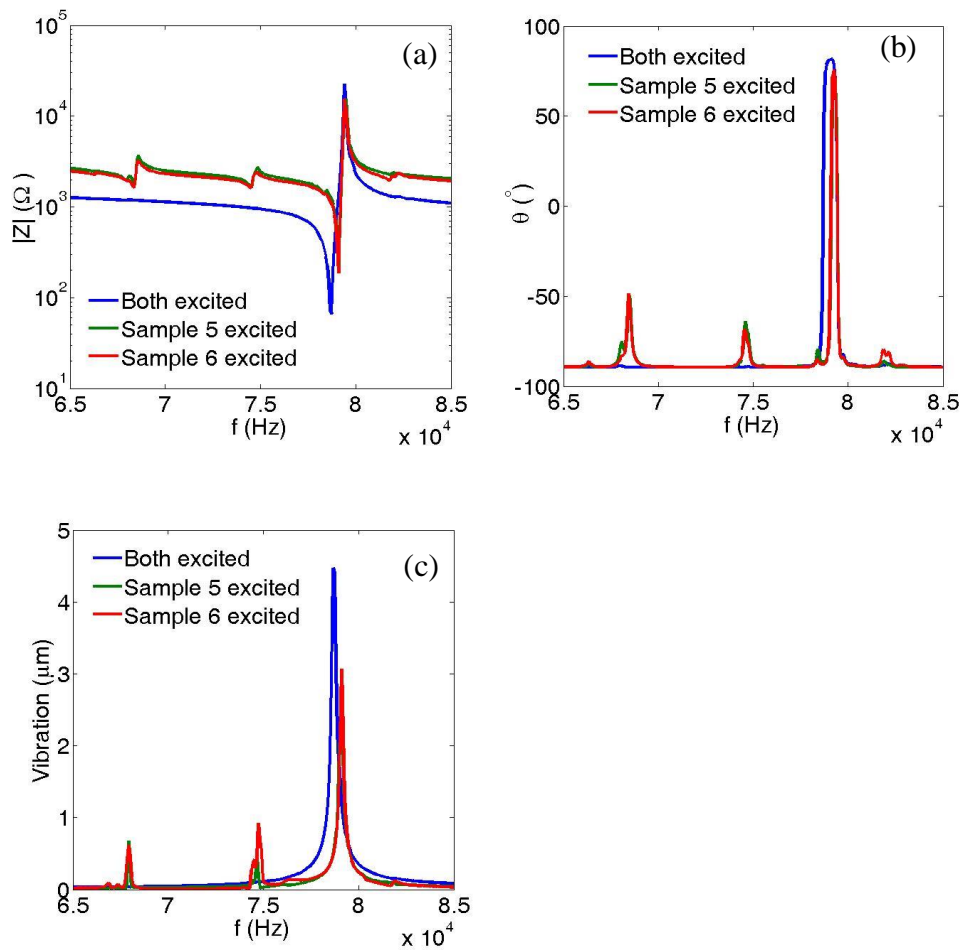 (a)
|Z| (Ω)
10^5
10^4
10^3
10^2
10^1
Both excited
Sample 5 excited
Sample 6 excited
6.5 7 7.5 8 8.5
f (Hz)
x 10^4
(b)
θ (°)
100
50
0
-50
-100
Both excited
Sample 5 excited
Sample 6 excited
6.5 7 7.5 8 8.5
f (Hz)
x 10^4
(c)
Vibration (μm)
5
4
3
2
1
0
Both excited
Sample 5 excited
Sample 6 excited
6.5 7 7.5 8 8.5
f (Hz)
x 10^4